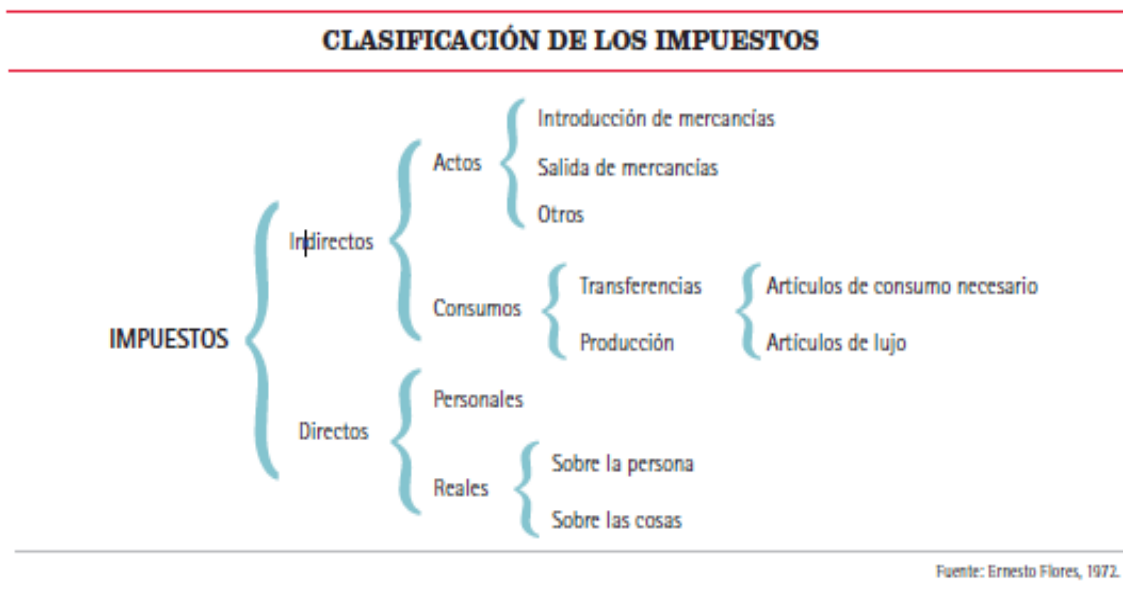 CLASIFICACIÓN DE LOS IMPUESTOS
IMPUESTOS
Indirectos
Actos
Introducción de mercancías
Salida de mercancías
Otros
Consumos
Transferencias
Producción
Artículos de consumo necesario
Artículos de lujo
Directos
Personales
Reales
Sobre la persona
Sobre las cosas
Fuente: Ernesto Flores, 1972.